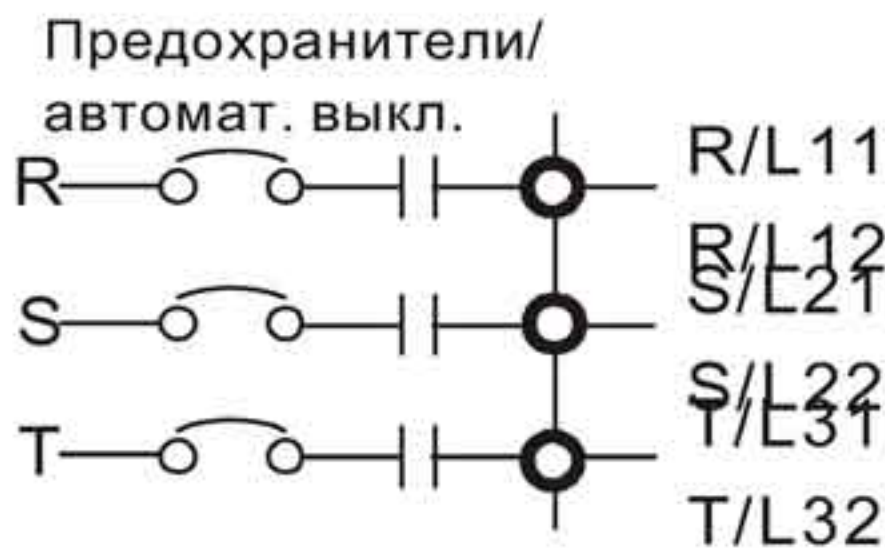 Предохранители/
автомат. выкл.
R
R/L11
R/L12
S
S/L21
S/L22
T
T/L31
T/L32